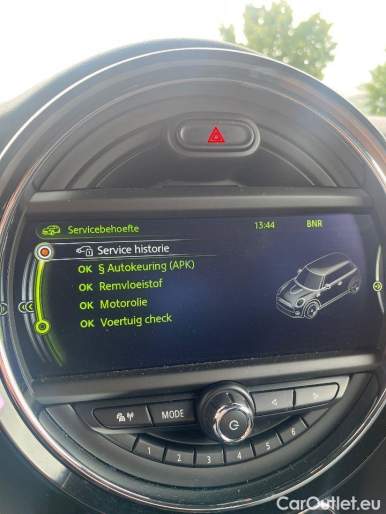 Servicebehoefte 13:44 BNR
Service historie
OK § Autokeuring (APK)
OK Remvloeistof
OK Motorolie
OK Voertuig check
MODE
1 2 3 4 5 6
CarOutlet.eu